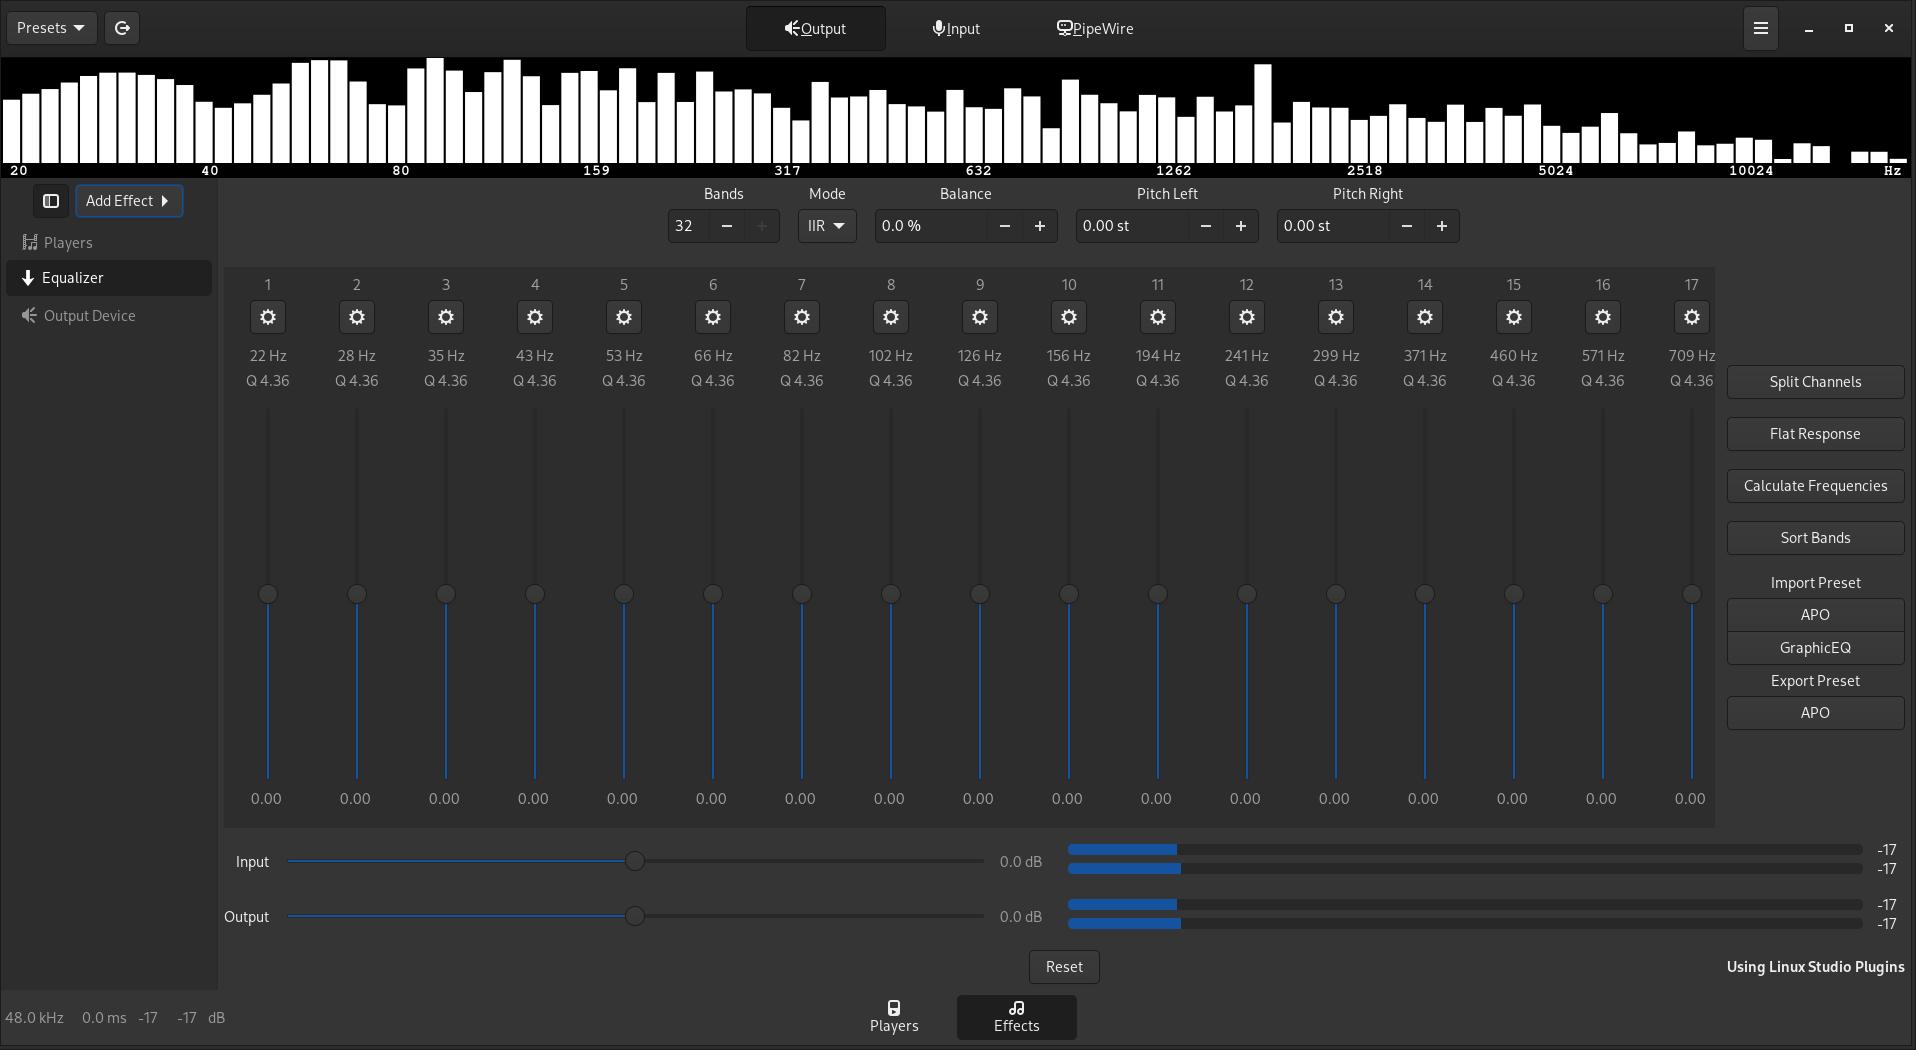 Presets
Output
Input
PipeWire
20 40 80 159 317 632 1262 2518 5024 10024 Hz
Add Effect
Players
Equalizer
Output Device
Bands Mode Balance Pitch Left Pitch Right
32 − + IIR 0.0 % − + 0.00 st − + 0.00 st − +
1 2 3 4 5 6 7 8 9 10 11 12 13 14 15 16 17
22 Hz 28 Hz 35 Hz 43 Hz 53 Hz 66 Hz 82 Hz 102 Hz 126 Hz 156 Hz 194 Hz 241 Hz 299 Hz 371 Hz 460 Hz 571 Hz 709 Hz
Q 4.36 Q 4.36 Q 4.36 Q 4.36 Q 4.36 Q 4.36 Q 4.36 Q 4.36 Q 4.36 Q 4.36 Q 4.36 Q 4.36 Q 4.36 Q 4.36 Q 4.36 Q 4.36 Q 4.36
0.00 0.00 0.00 0.00 0.00 0.00 0.00 0.00 0.00 0.00 0.00 0.00 0.00 0.00 0.00 0.00 0.00
Split Channels
Flat Response
Calculate Frequencies
Sort Bands
Import Preset
APO
GraphicEQ
Export Preset
APO
Input 0.0 dB -17
-17
Output 0.0 dB -17
-17
Reset
Using Linux Studio Plugins
48.0 kHz 0.0 ms -17 -17 dB
Players
Effects